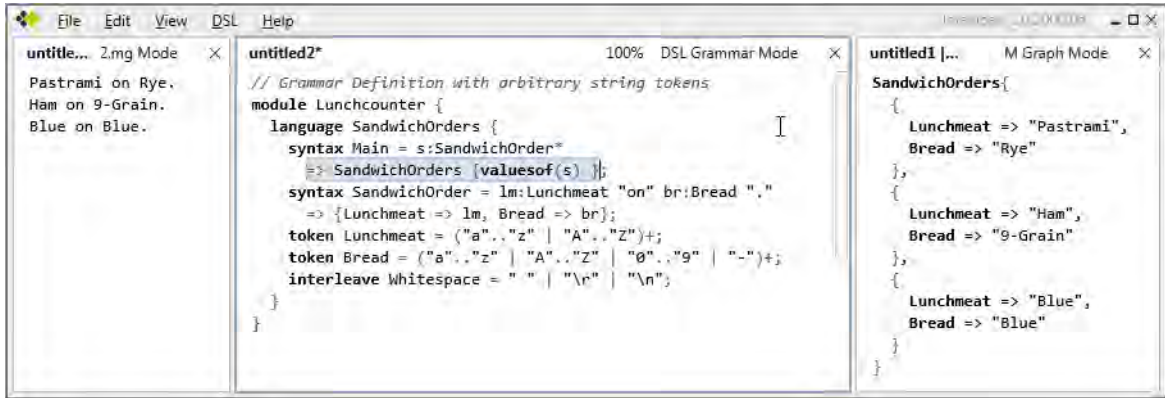 File Edit View DSL Help
untitle... 2.mg Mode
Pastrami on Rye.
Ham on 9-Grain.
Blue on Blue.
untitled2* 100% DSL Grammar Mode
// Grammar Definition with arbitrary string tokens
module Lunchcounter {
language SandwichOrders {
syntax Main = s:SandwichOrder*
=> SandwichOrders {valuesof(s) };
syntax SandwichOrder = lm:Lunchmeat "on" br:Bread "."
=> {Lunchmeat => lm, Bread => br};
token Lunchmeat = ("a".."z" | "A".."Z")+;
token Bread = ("a".."z" | "A".."Z" | "0".."9" | "-")+;
interleave Whitespace = " " | "\r" | "\n";
}
}
untitled1 |... M Graph Mode
SandwichOrders{
{
Lunchmeat => "Pastrami",
Bread => "Rye"
},
{
Lunchmeat => "Ham",
Bread => "9-Grain"
},
{
Lunchmeat => "Blue",
Bread => "Blue"
}
}